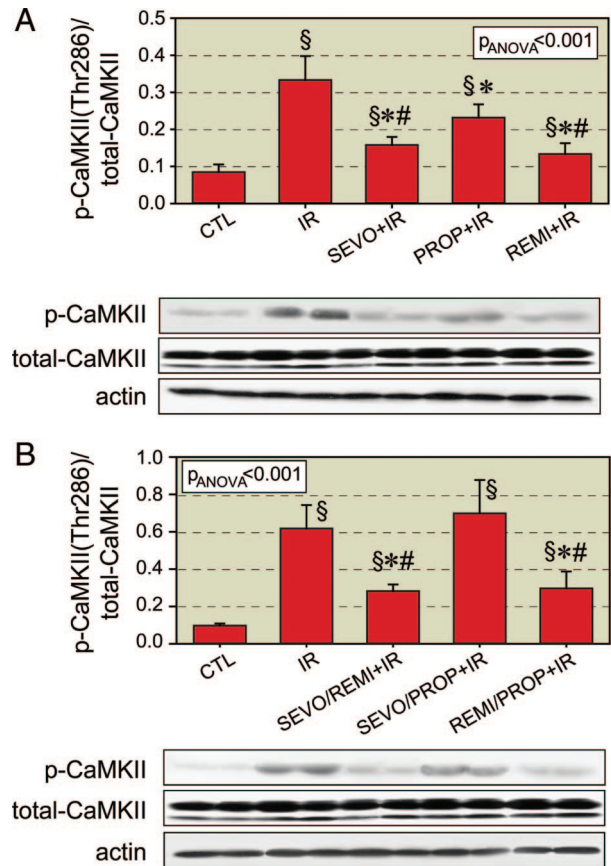 A
p-CaMKII(Thr286)/
total-CaMKII
0.5
0.4
0.3
0.2
0.1
0.0
pANOVA<0.001
§
§*#
§*
§*#
CTL
IR
SEVO+IR
PROP+IR
REMI+IR
p-CaMKII
total-CaMKII
actin
B
p-CaMKII(Thr286)/
total-CaMKII
1.0
0.8
0.6
0.4
0.2
0.0
pANOVA<0.001
§
§*#
§
§*#
CTL
IR
SEVO/REMI+IR
SEVO/PROP+IR
REMI/PROP+IR
p-CaMKII
total-CaMKII
actin